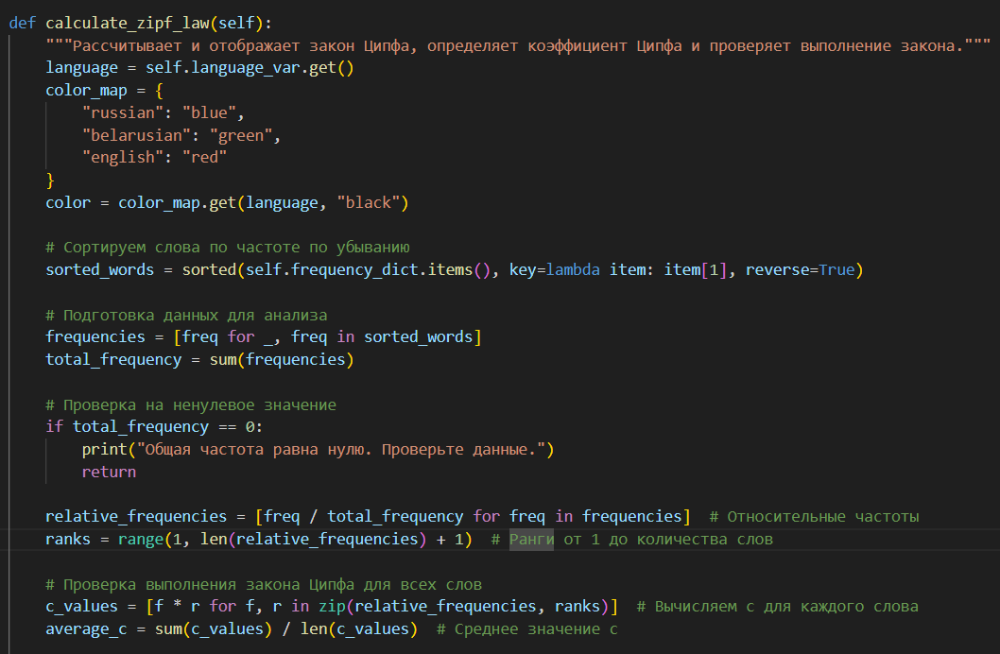 def calculate_zipf_law(self):
    """Рассчитывает и отображает закон Ципфа, определяет коэффициент Ципфа и проверяет выполнение закона."""
    language = self.language_var.get()
    color_map = {
        "russian": "blue",
        "belarusian": "green",
        "english": "red"
    }
    color = color_map.get(language, "black")

    # Сортируем слова по частоте по убыванию
    sorted_words = sorted(self.frequency_dict.items(), key=lambda item: item[1], reverse=True)

    # Подготовка данных для анализа
    frequencies = [freq for _, freq in sorted_words]
    total_frequency = sum(frequencies)

    # Проверка на ненулевое значение
    if total_frequency == 0:
        print("Общая частота равна нулю. Проверьте данные.")
        return

    relative_frequencies = [freq / total_frequency for freq in frequencies]  # Относительные частоты
    ranks = range(1, len(relative_frequencies) + 1)  # Ранги от 1 до количества слов

    # Проверка выполнения закона Ципфа для всех слов
    c_values = [f * r for f, r in zip(relative_frequencies, ranks)]  # Вычисляем c для каждого слова
    average_c = sum(c_values) / len(c_values)  # Среднее значение c